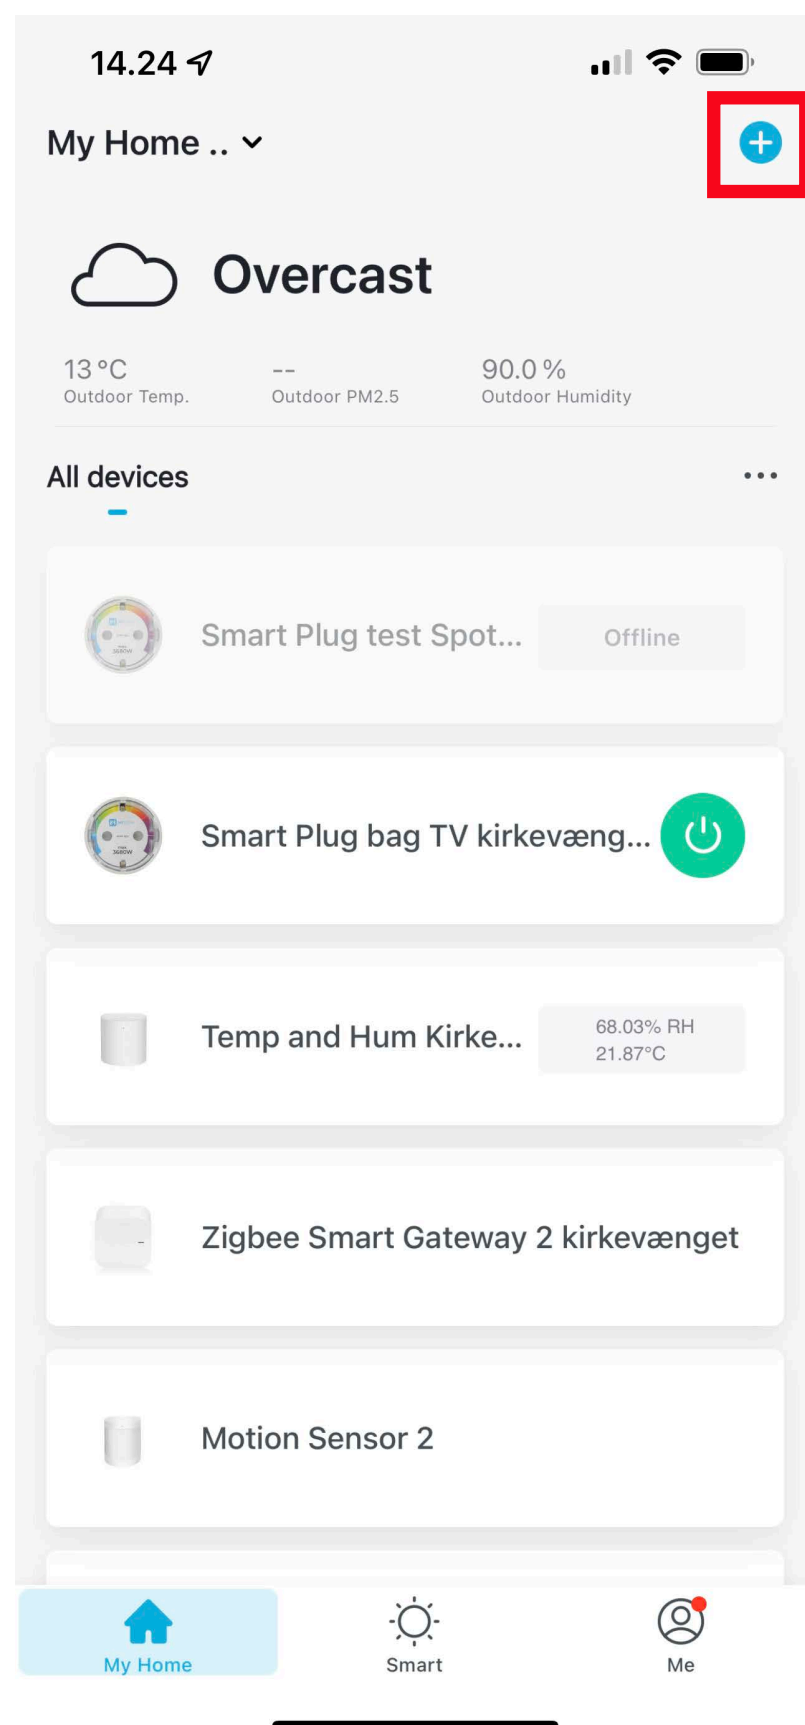 14.24
My Home ..
Overcast
13 °C
Outdoor Temp.
--
Outdoor PM2.5
90.0 %
Outdoor Humidity
All devices
Smart Plug test Spot...
Offline
Smart Plug bag TV kirkevæng...
Temp and Hum Kirke...
68.03% RH
21.87°C
Zigbee Smart Gateway 2 kirkevænget
Motion Sensor 2
My Home
Smart
Me